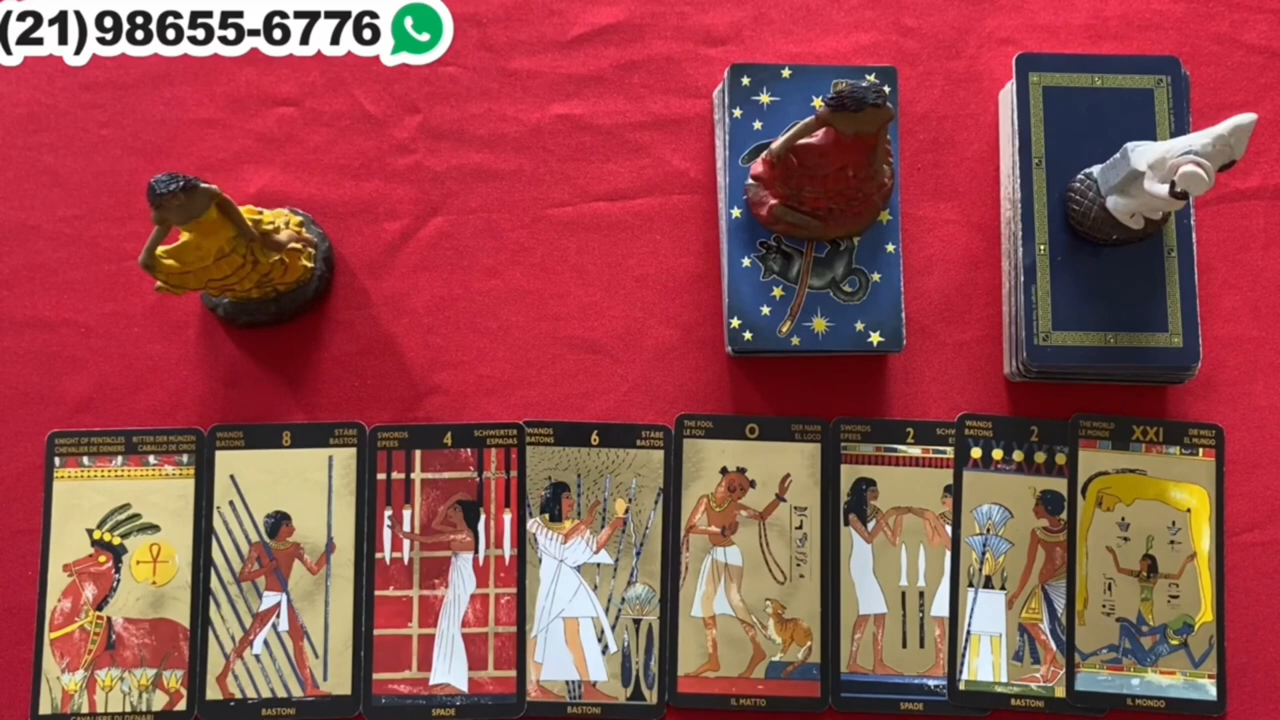 (21)98655-6776
KNIGHT OF PENTACLES
CHEVALIER DE DENIERS
RITTER DER MÜNZEN
CABALLO DE OROS
CAVALIERE DI DENARI
WANDS
BATONS
8
STÄBE
BASTOS
BASTONI
SWORDS
EPEES
4
SCHWERTER
ESPADAS
SPADE
WANDS
BATONS
6
STÄBE
BASTOS
BASTONI
THE FOOL
LE FOU
0
DER NARR
EL LOCO
IL MATTO
SWORDS
EPEES
2
SPADE
WANDS
BATONS
2
BASTONI
THE WORLD
LE MONDE
XXI
DIE WELT
EL MUNDO
IL MONDO